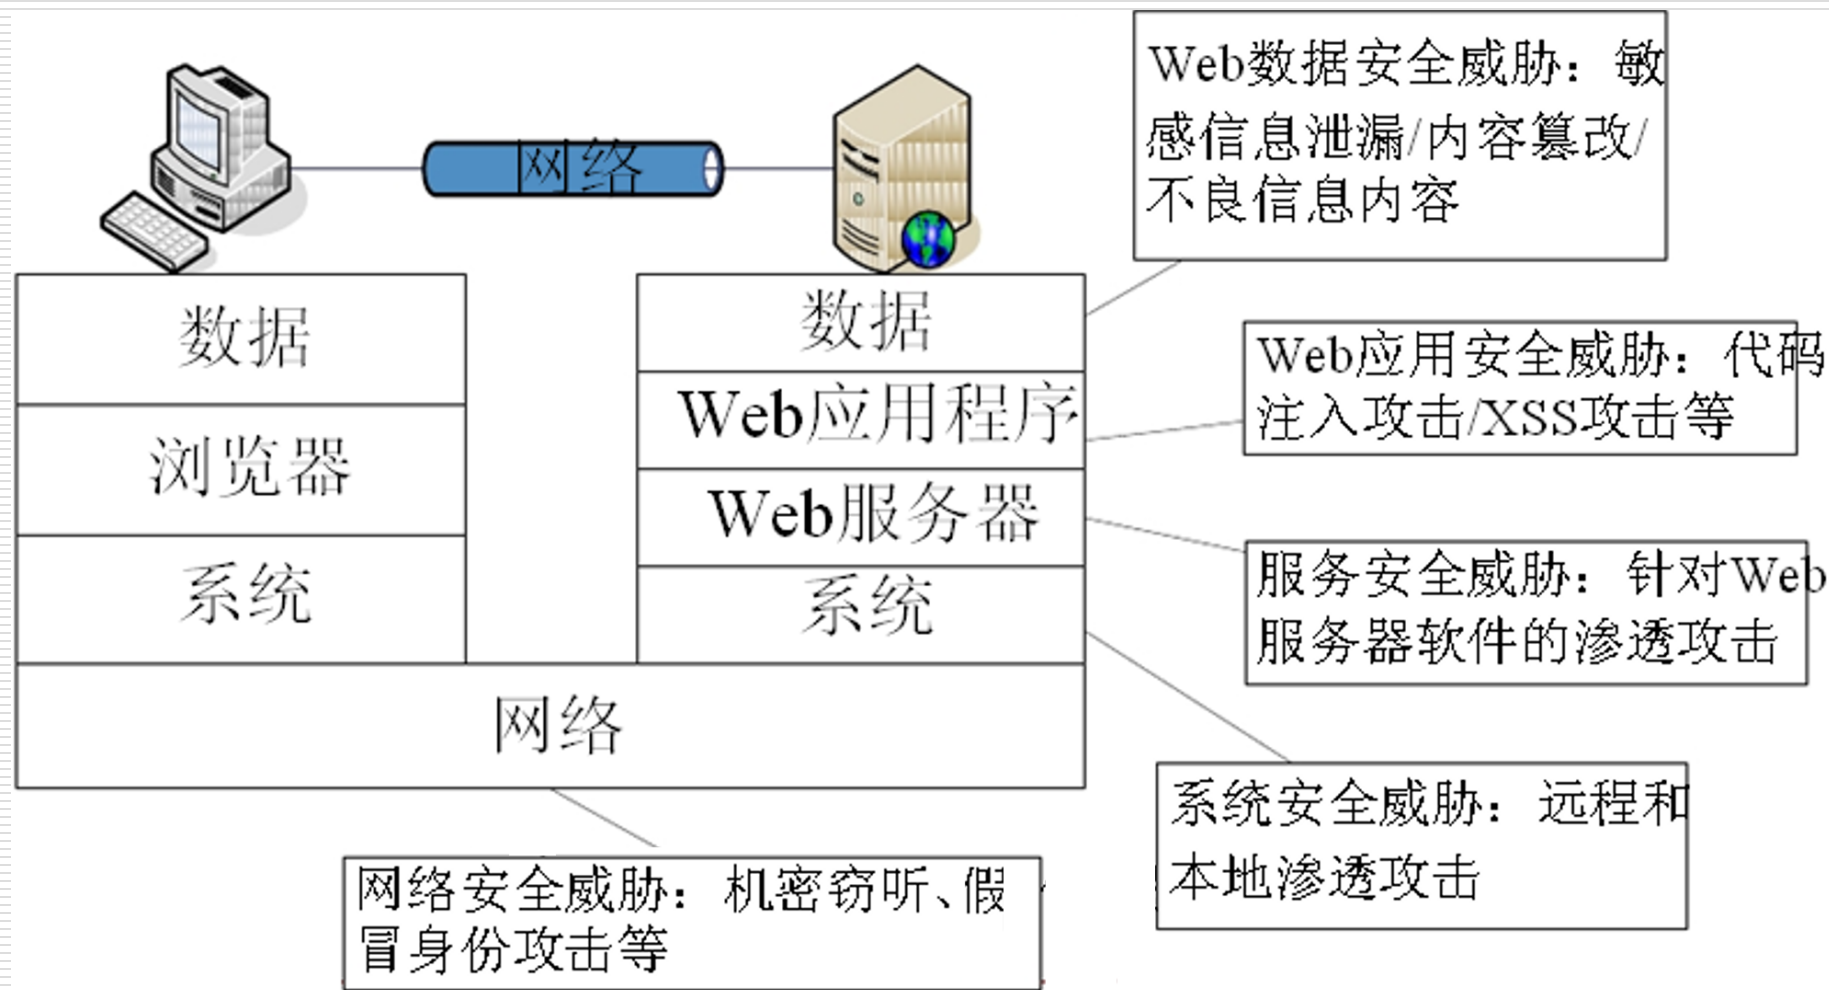 网络
数据
浏览器
系统
数据
Web应用程序
Web服务器
系统
网络
Web数据安全威胁：敏
感信息泄漏/内容篡改/
不良信息内容
Web应用安全威胁：代码
注入攻击/XSS攻击等
服务安全威胁：针对Web
服务器软件的渗透攻击
系统安全威胁：远程和
本地渗透攻击
网络安全威胁：机密窃听、假
冒身份攻击等